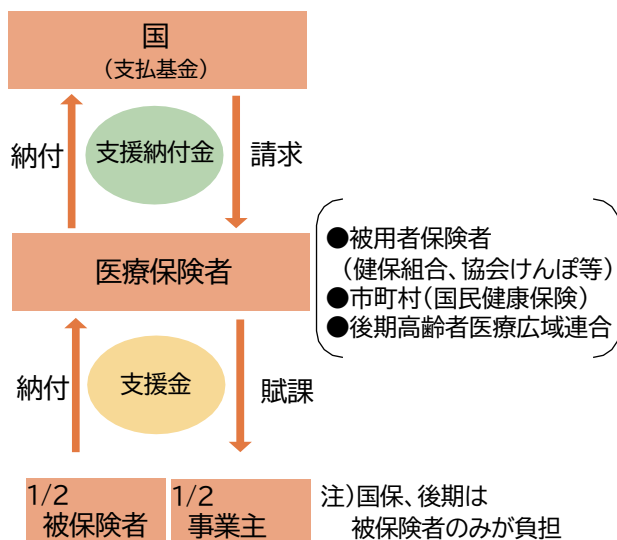 国
(支払基金)
納付
支援納付金
請求
医療保険者
●被用者保険者
(健保組合、協会けんぽ等)
●市町村(国民健康保険)
●後期高齢者医療広域連合
納付
支援金
賦課
1/2
被保険者
1/2
事業主
注)国保、後期は
被保険者のみが負担